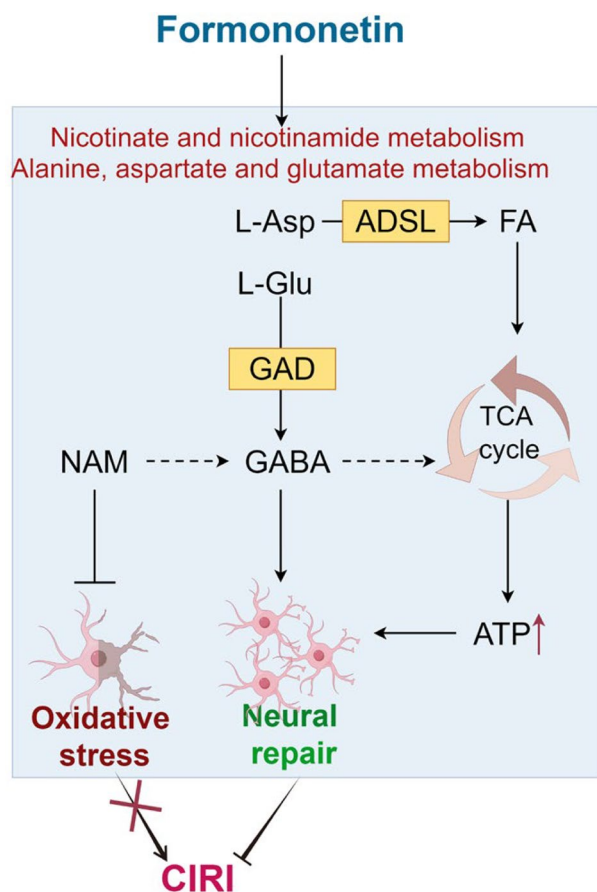 Formononetin
Nicotinate and nicotinamide metabolism
Alanine, aspartate and glutamate metabolism
L-Asp ADSL FA
L-Glu
GAD
TCA
cycle
NAM GABA
ATP
Oxidative
stress
Neural
repair
CIRI